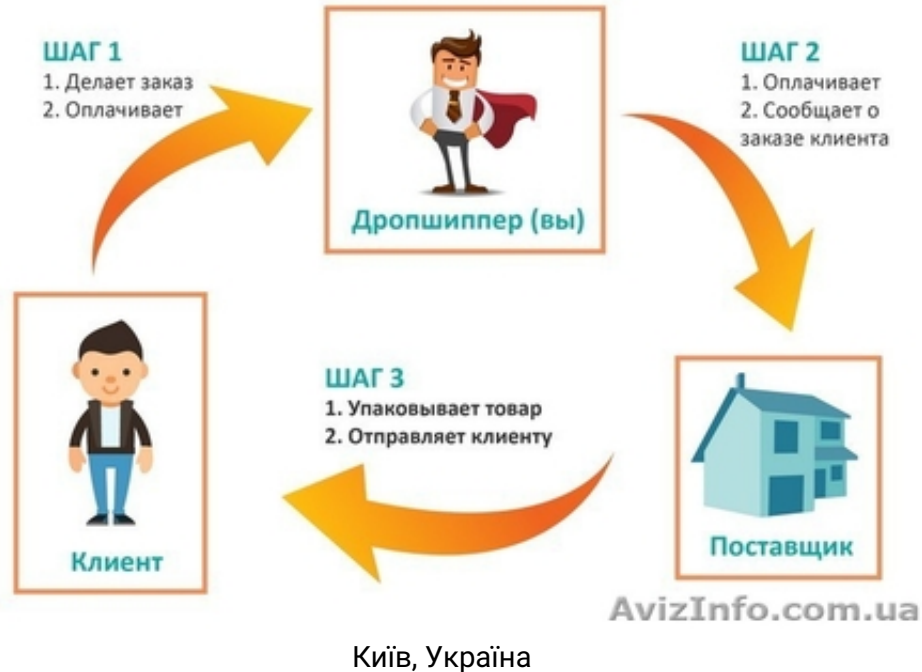 ШАГ 1
1. Делает заказ
2. Оплачивает
Дропшиппер (вы)
ШАГ 2
1. Оплачивает
2. Сообщает о
заказе клиента
ШАГ 3
1. Упаковывает товар
2. Отправляет клиенту
Клиент
Поставщик
AvizInfo.com.ua
Київ, Україна